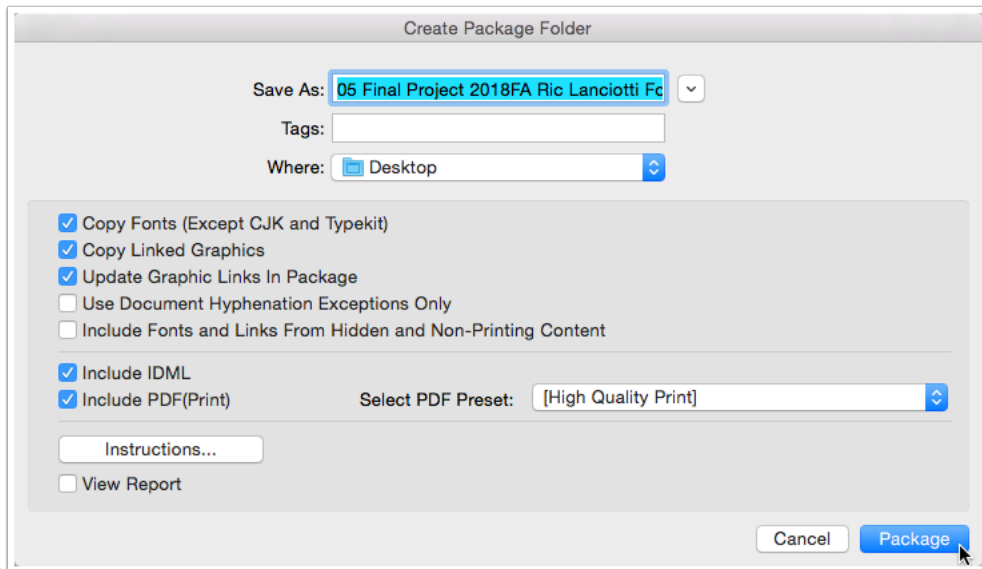 Create Package Folder
Save As: 05 Final Project 2018FA Ric Lanciotti Fo
Tags:
Where: Desktop
Copy Fonts (Except CJK and Typekit)
Copy Linked Graphics
Update Graphic Links In Package
Use Document Hyphenation Exceptions Only
Include Fonts and Links From Hidden and Non-Printing Content
Include IDML
Include PDF(Print) Select PDF Preset: [High Quality Print]
Instructions...
View Report
Cancel Package